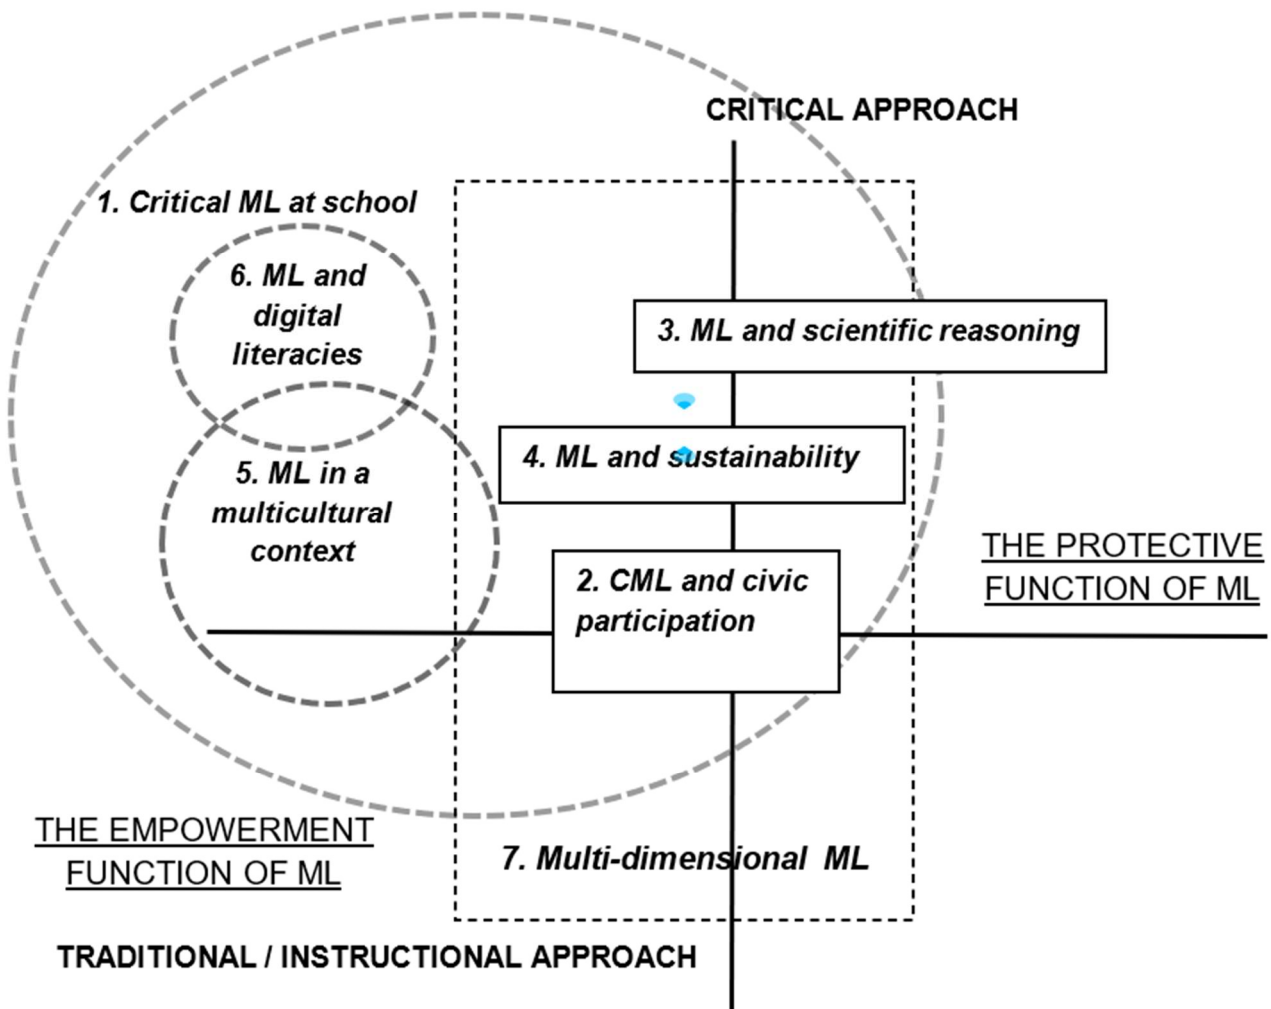 CRITICAL APPROACH
1. Critical ML at school
6. ML and
digital
literacies
3. ML and scientific reasoning
4. ML and sustainability
5. ML in a
multicultural
context
THE PROTECTIVE
FUNCTION OF ML
2. CML and civic
participation
THE EMPOWERMENT
FUNCTION OF ML
7. Multi-dimensional ML
TRADITIONAL / INSTRUCTIONAL APPROACH